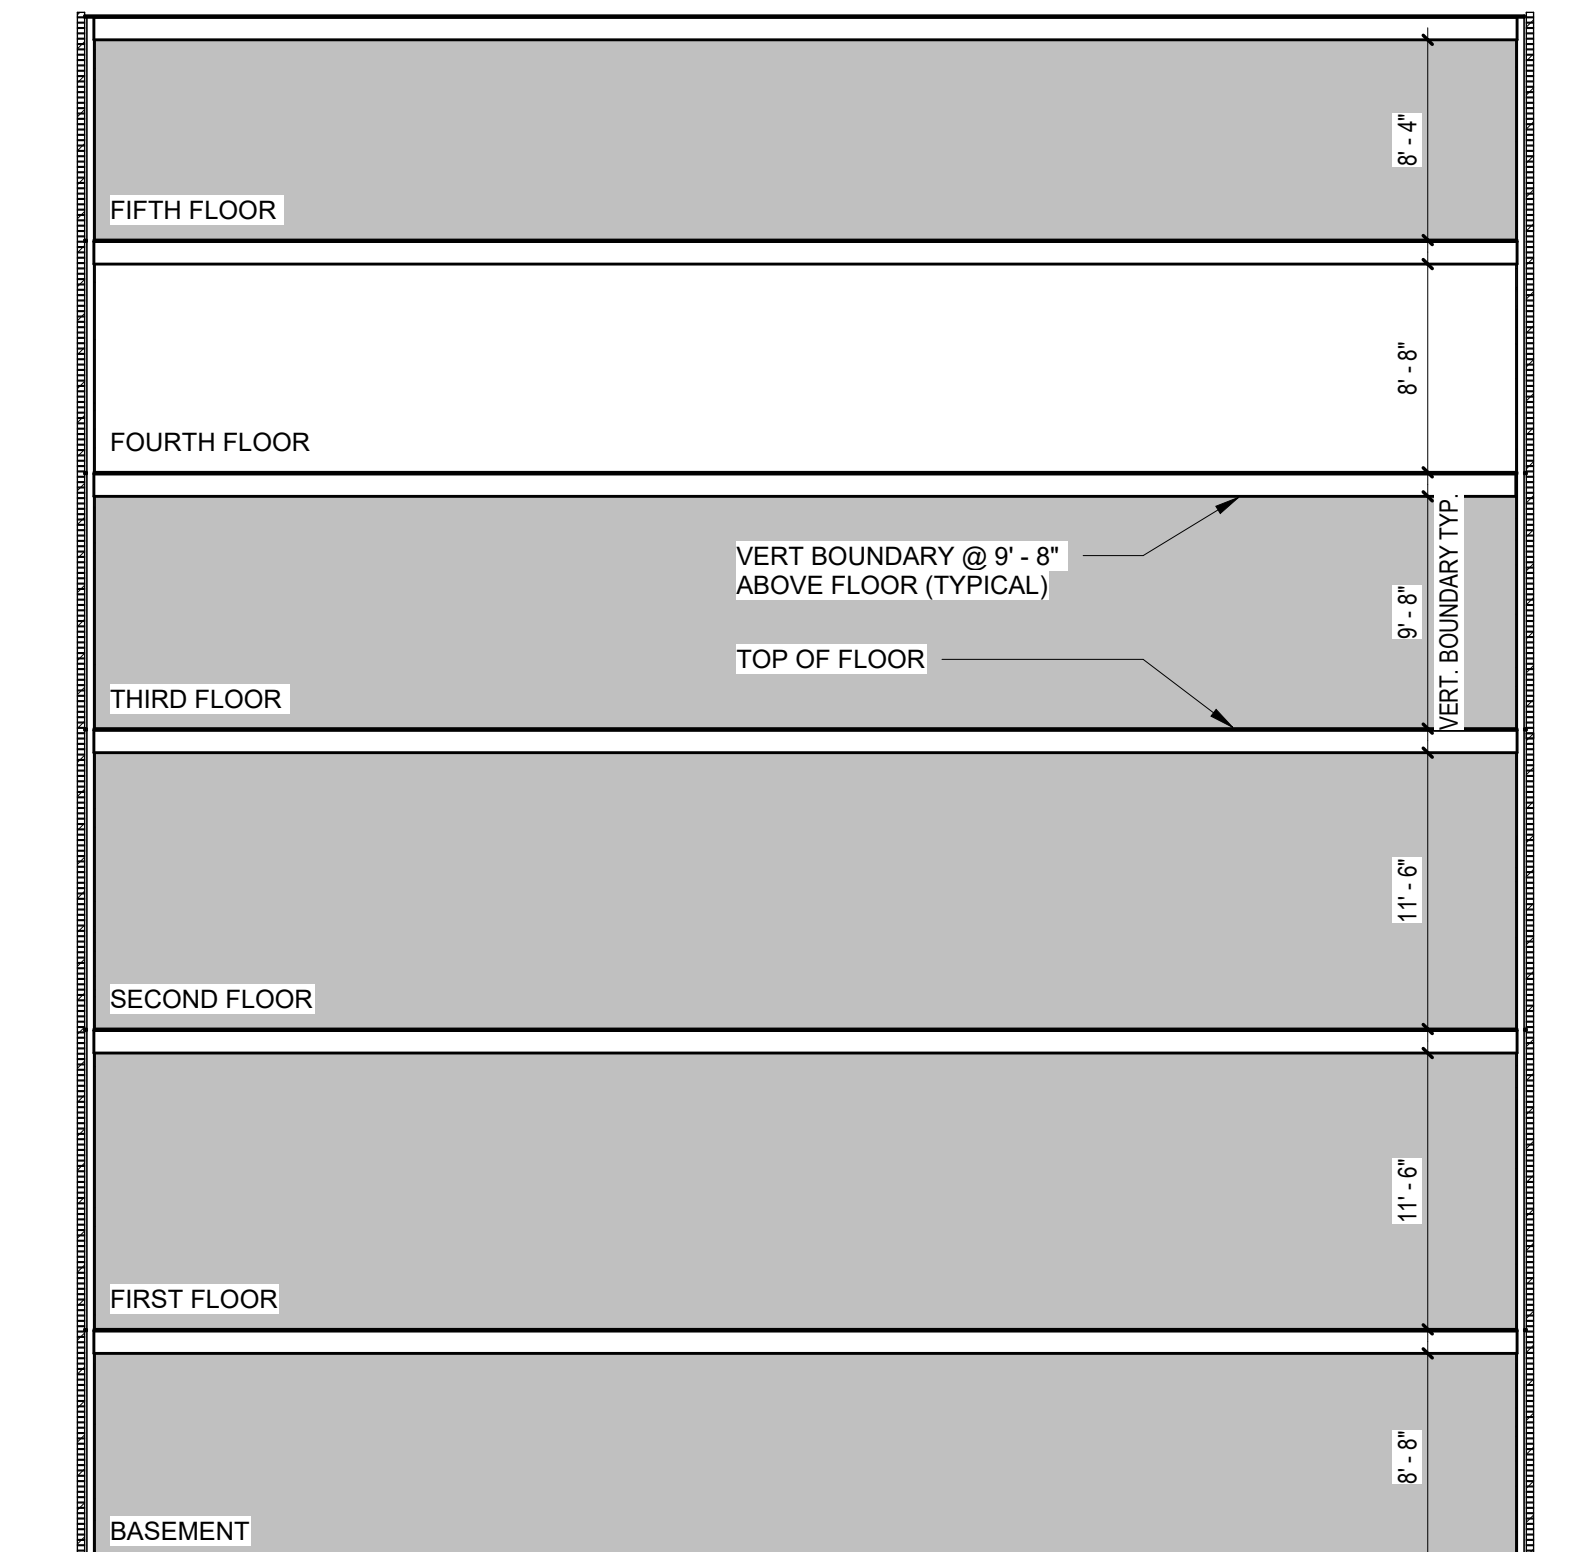 8' - 4"
FIFTH FLOOR
8' - 8"
FOURTH FLOOR
VERT BOUNDARY @ 9' - 8"
ABOVE FLOOR (TYPICAL)
9' - 8"
VERT. BOUNDARY TYP.
TOP OF FLOOR
THIRD FLOOR
11' - 6"
SECOND FLOOR
11' - 6"
FIRST FLOOR
8' - 8"
BASEMENT